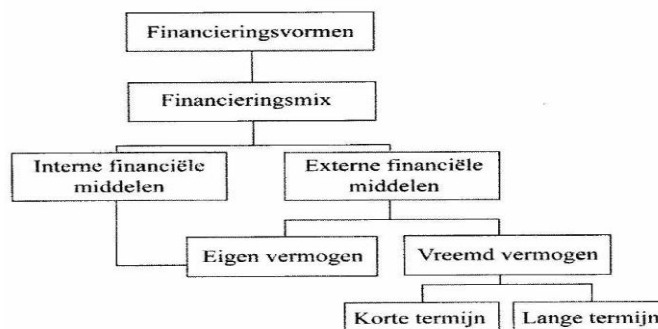 Financieringsvormen
Financieringsmix
Interne financiële
middelen
Externe financiële
middelen
Eigen vermogen
Vreemd vermogen
Korte termijn
Lange termijn